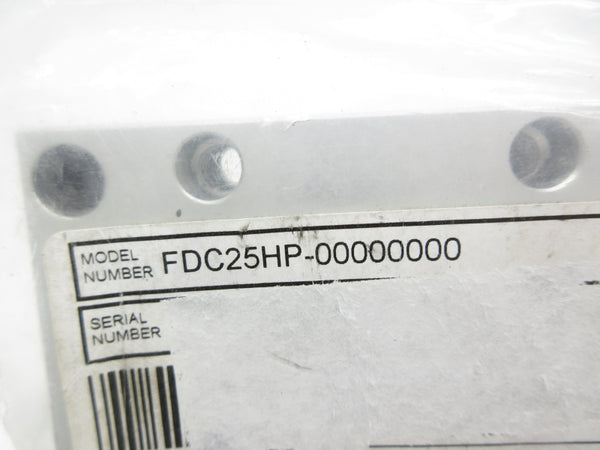 MODEL
NUMBER FDC25HP-00000000
SERIAL
NUMBER